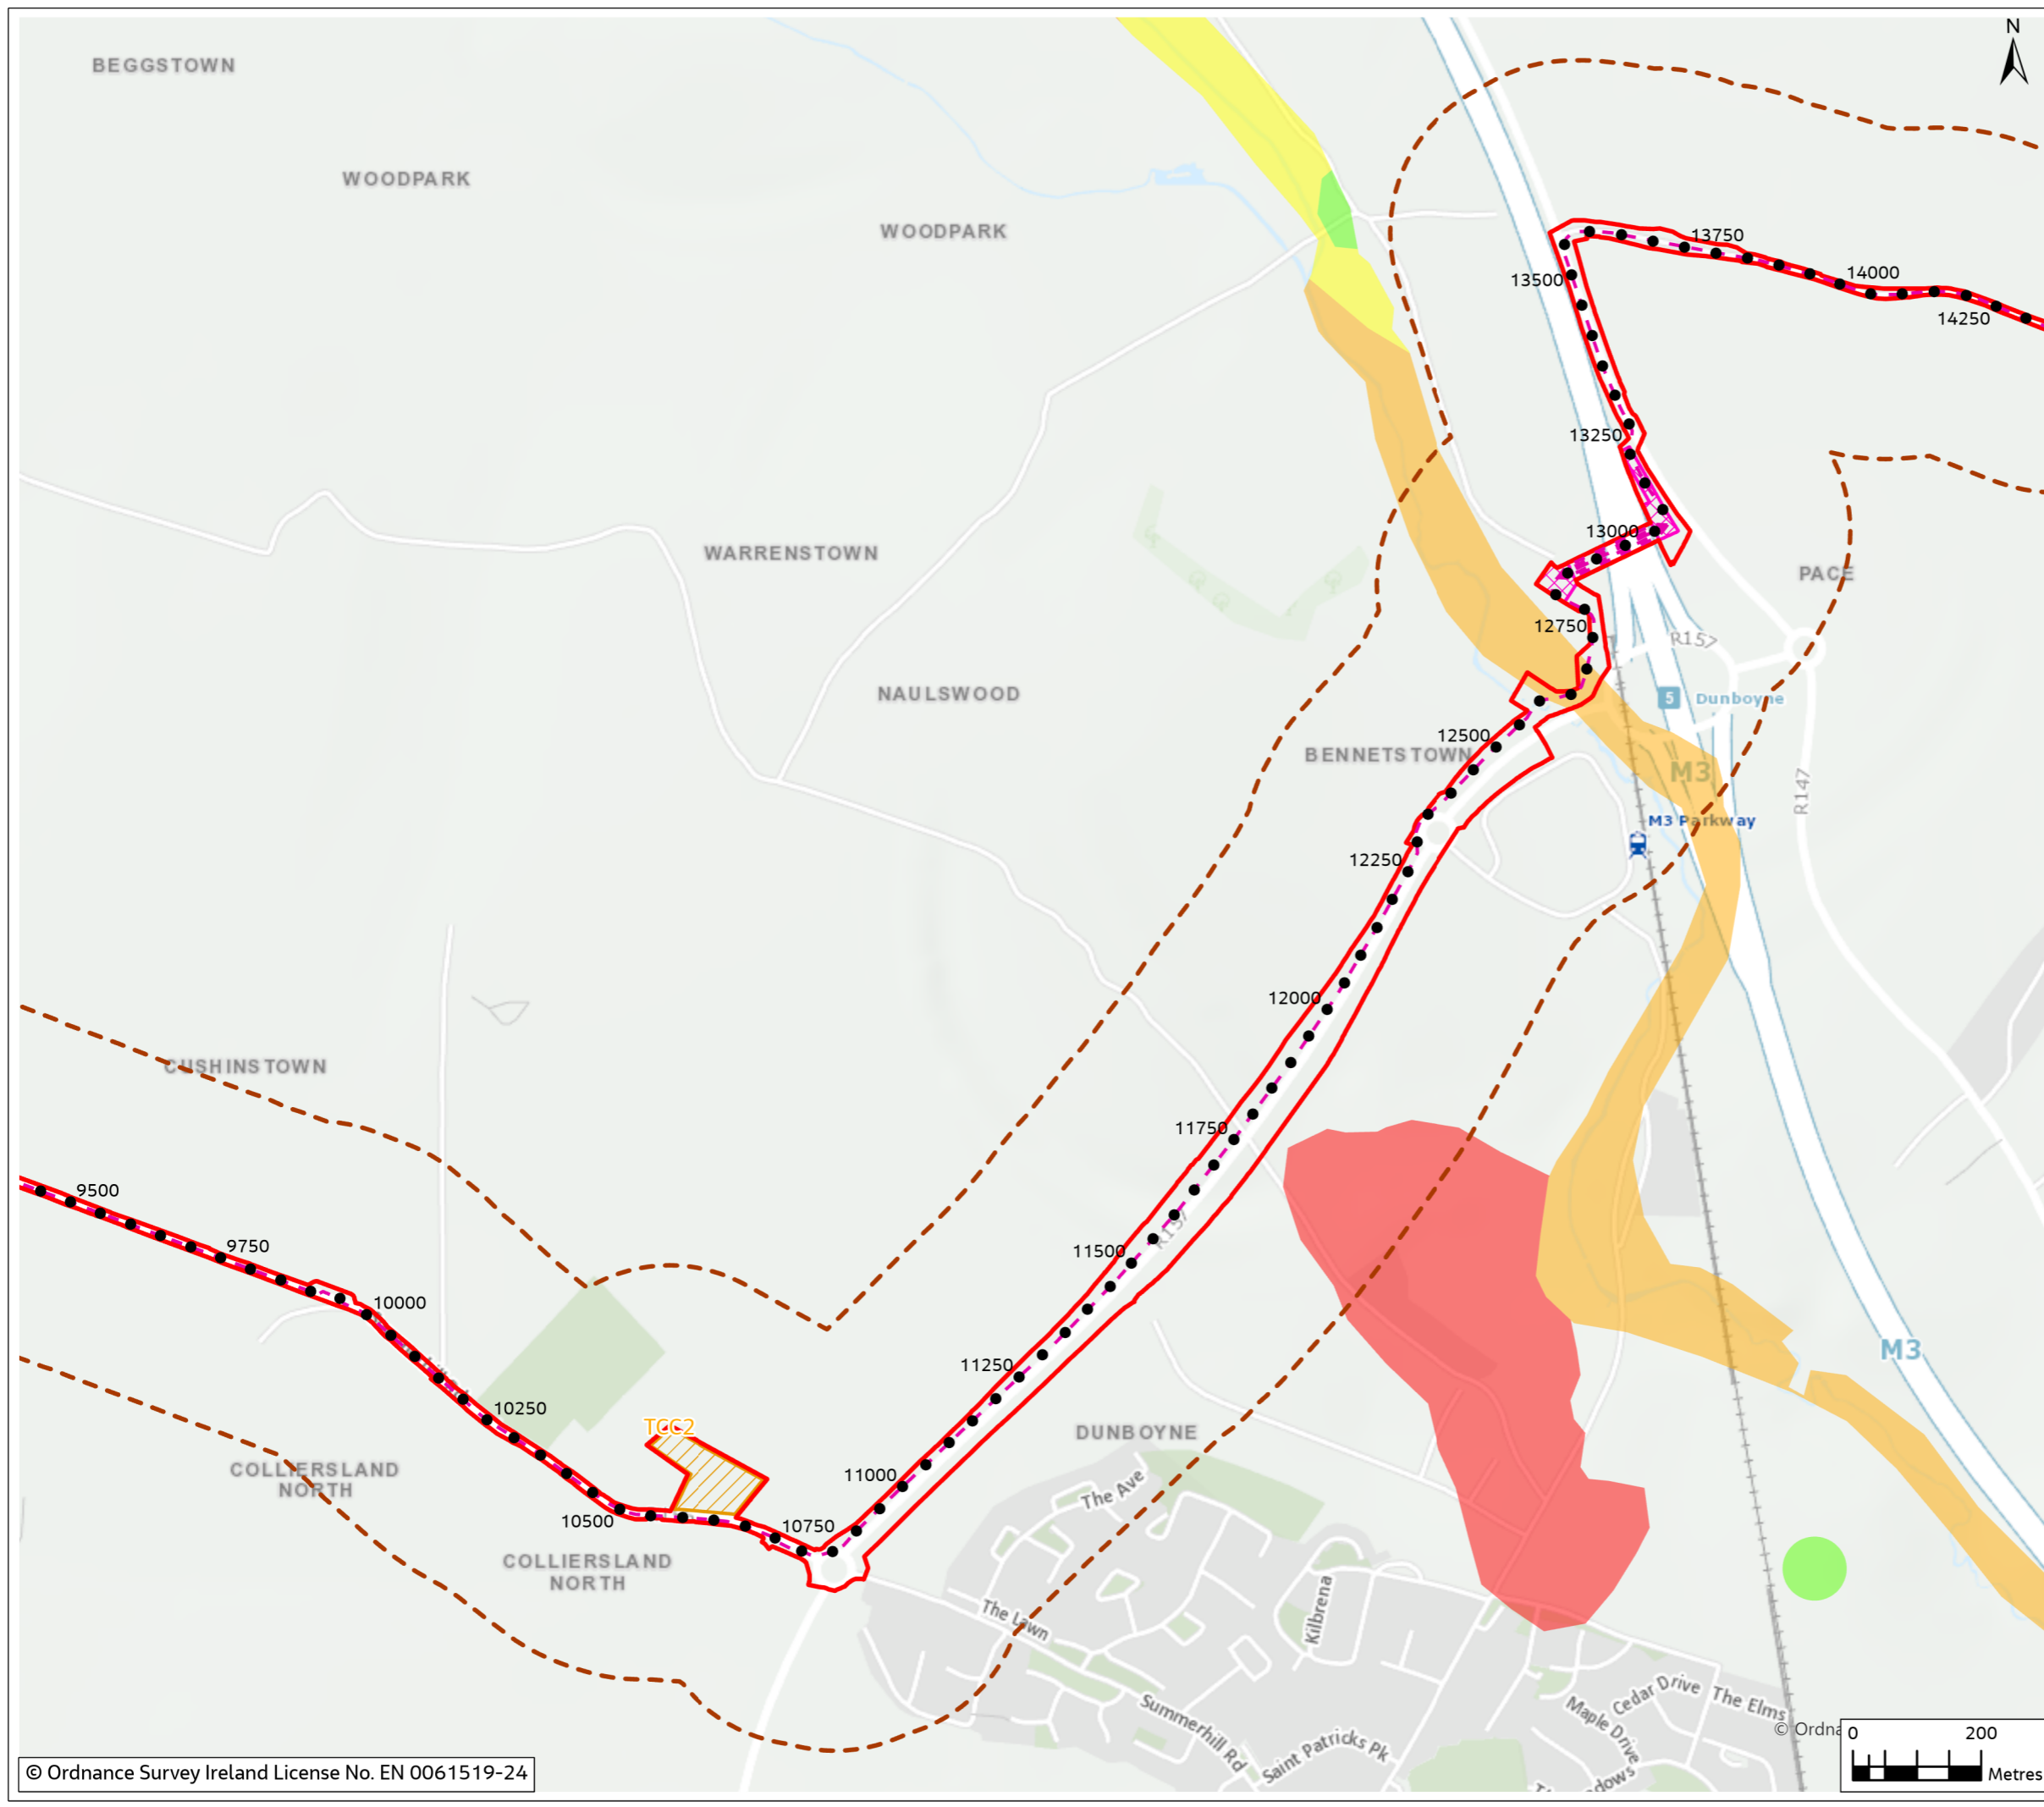 N
BEGGSTOWN
WOODPARK
WOODPARK
13750
13500
14000
14250
13250
13000
WARRENSTOWN
PACE
12750
R157
NAULSWOOD
5
Dunboyne
12500
BENNETSTOWN
M3
R147
M3 Parkway
12250
12000
CUSHINSTOWN
11750
9500
R157
9750
11500
10000
M3
11250
10250
TCC2
DUNBOYNE
COLLIERSLAND
NORTH
11000
The Ave
10500
10750
COLLIERSLAND
NORTH
The Lawn
Kilbrena
Summerhill Rd
Saint Patricks Pk
Maple Drive
Cedar Drive
The Elms
© Ordna
0 200
Metres
© Ordnance Survey Ireland License No. EN 0061519-24